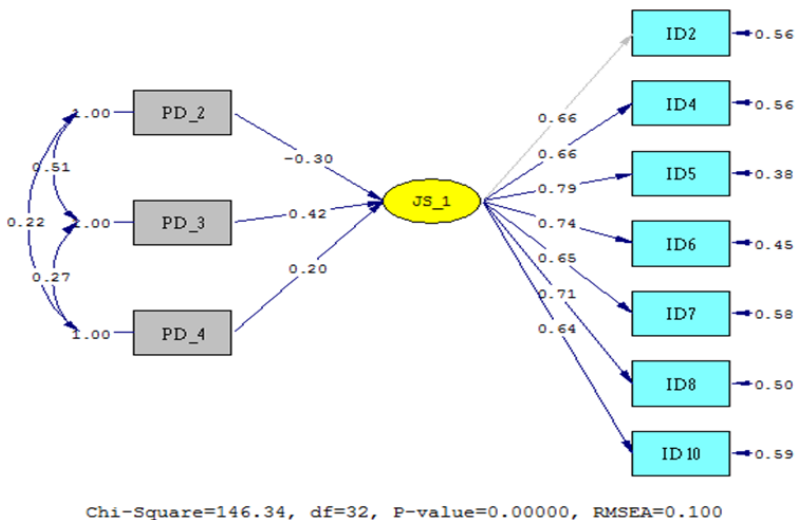 ID2
0.56
0.66
ID4
0.56
1.00
PD_2
0.66
-0.30
0.51
0.79
ID5
0.38
JS_1
0.22
1.00
PD_3
0.42
0.74
ID6
0.45
0.65
0.27
0.20
0.71
ID7
0.58
1.00
PD_4
0.64
ID8
0.50
ID10
0.59
Chi-Square=146.34, df=32, P-value=0.00000, RMSEA=0.100